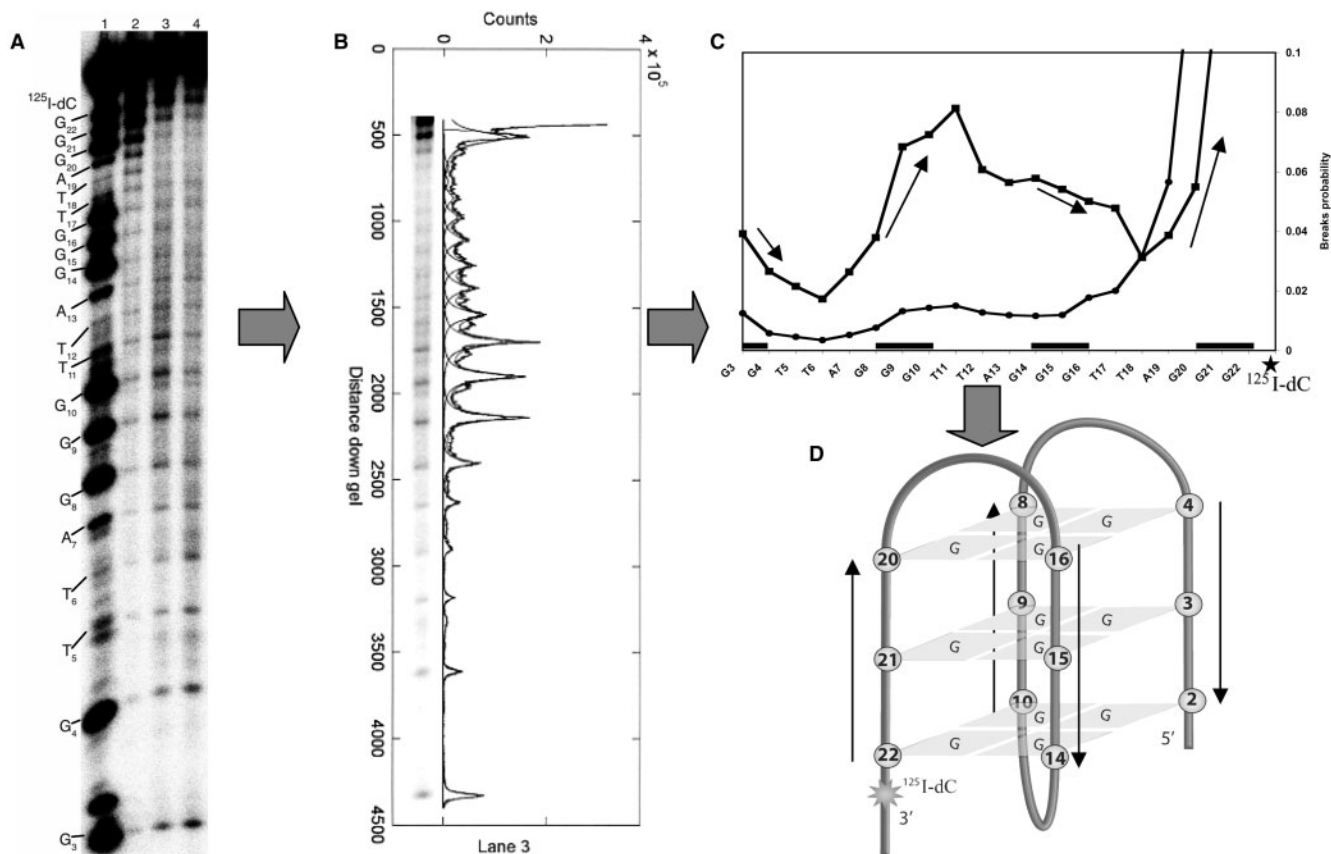 A
1 2 3 4
¹²⁵I-dC
G₂₂
G₂₁
G₂₀
A₁₉
T₁₈
T₁₇
G₁₆
G₁₅
G₁₄
A₁₃
T₁₂
T₁₁
G₁₀
G₉
G₈
A₇
T₆
T₅
G₄
G₃
B
Counts
0 2 4 x 10⁵
0
500
1000
1500
2000
2500
3000
3500
4000
4500
Distance down gel
Lane 3
C
0.1
0.08
0.06
0.04
0.02
0
Breaks probability
G3 G4 T5 T6 A7 G8 G9 G10 T11 T12 A13 G14 G15 G16 T17 T18 A19 G20 G21 G22
¹²⁵I-dC
D
8 G G 4
20 G G 16
9 G G 3
21 G G 15
10 G G 2
22 G G 14
5'
¹²⁵I-dC
3'